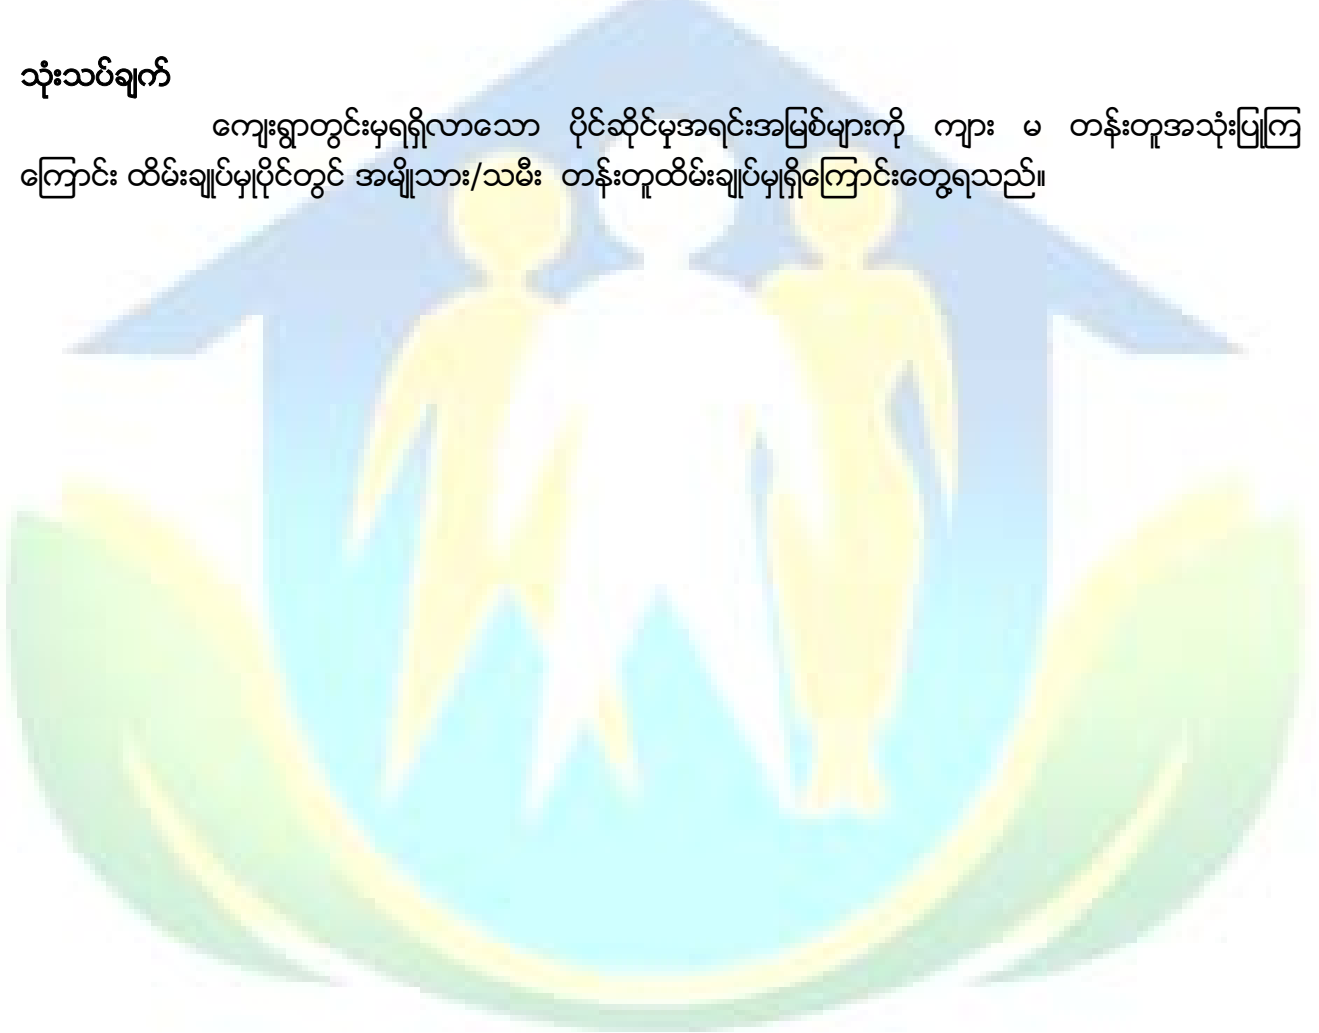 သုံးသပ်ချက်
ကျေးရွာတွင်းမှရရှိလာသော ပိုင်ဆိုင်မှုအရင်းအမြစ်များကို ကျား မ တန်းတူအသုံးပြုကြ
ကြောင်း ထိမ်းချုပ်မှုပိုင်တွင် အမျိုသား/သမီး တန်းတူထိမ်းချုပ်မှုရှိကြောင်းတွေ့ရသည်။